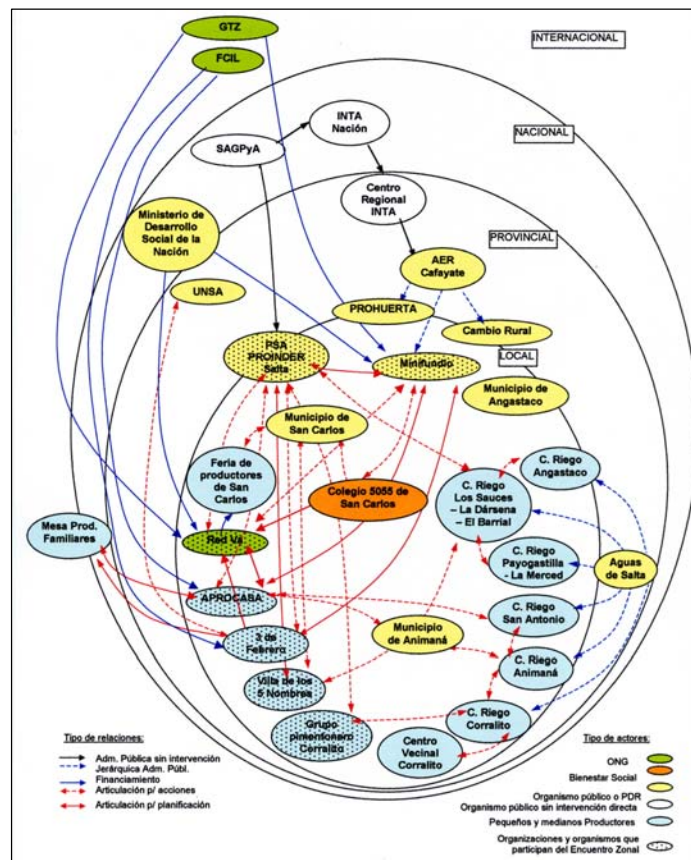 GTZ
INTERNACIONAL
FCIL
NACIONAL
INTA
Nación
SAGPyA
Centro
Regional
INTA
PROVINCIAL
Ministerio de
Desarrollo
Social de la
Nación
AER
Cafayate
UNSA
PROHUERTA
Cambio Rural
LOCAL
PSA
PROINDER
Salta
Minifundio
Municipio de
Angastaco
Municipio de
San Carlos
Feria de
productores
de San
Carlos
Colegio 5055 de
San Carlos
C. Riego
Los Sauces
– La Dársena
– El Barrial
C. Riego
Angastaco
Mesa Prod.
Familiares
Red Va
C. Riego
Payogastilla
- La Merced
Aguas
de Salta
APROCABA
C. Riego
San Antonio
3 de
Febrero
Municipio
de Animaná
C. Riego
Animaná
Villa de los
5 Nombres
Grupo
pimentonero
Corralito
C. Riego
Corralito
Centro
Vecinal
Corralito
Tipo de relaciones:
Adm. Pública sin intervención
Jerárquica Adm. Públ.
Financiamiento
Articulación p/ acciones
Articulación p/ planificación
Tipo de actores:
ONG
Bienestar Social
Organismo público o PDR
Organismo público sin intervención directa
Pequeños y medianos Productores
Organizaciones y organismos que
participan del Encuentro Zonal